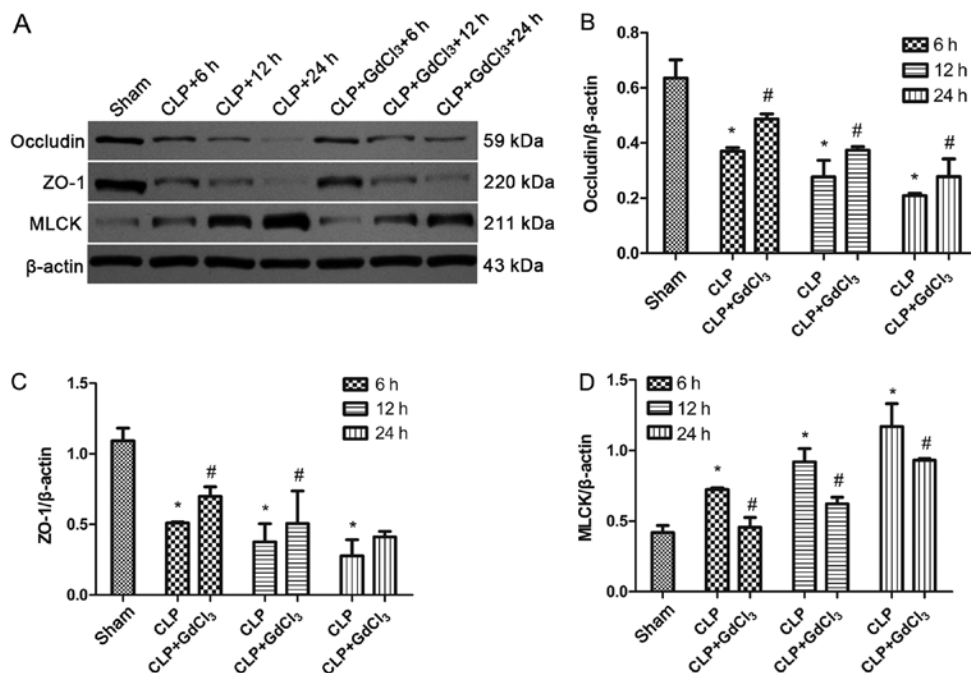 A
Sham
CLP+6 h
CLP+12 h
CLP+24 h
CLP+GdCl₃+6 h
CLP+GdCl₃+12 h
CLP+GdCl₃+24 h
Occludin 59 kDa
ZO-1 220 kDa
MLCK 211 kDa
β-actin 43 kDa
B
Occludin/β-actin
0.8
0.6
0.4
0.2
0.0
6 h
12 h
24 h
* # * # * #
Sham
CLP
CLP+GdCl₃
CLP
CLP+GdCl₃
CLP
CLP+GdCl₃
C
ZO-1/β-actin
1.5
1.0
0.5
0.0
6 h
12 h
24 h
* # * # *
Sham
CLP
CLP+GdCl₃
CLP
CLP+GdCl₃
CLP
CLP+GdCl₃
D
MLCK/β-actin
1.5
1.0
0.5
0.0
6 h
12 h
24 h
* # * # * #
Sham
CLP
CLP+GdCl₃
CLP
CLP+GdCl₃
CLP
CLP+GdCl₃